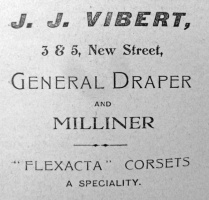 J. J. VIBERT,
3 & 5, New Street,
GENERAL DRAPER
AND
MILLINER
"FLEXACTA" CORSETS
A SPECIALITY.